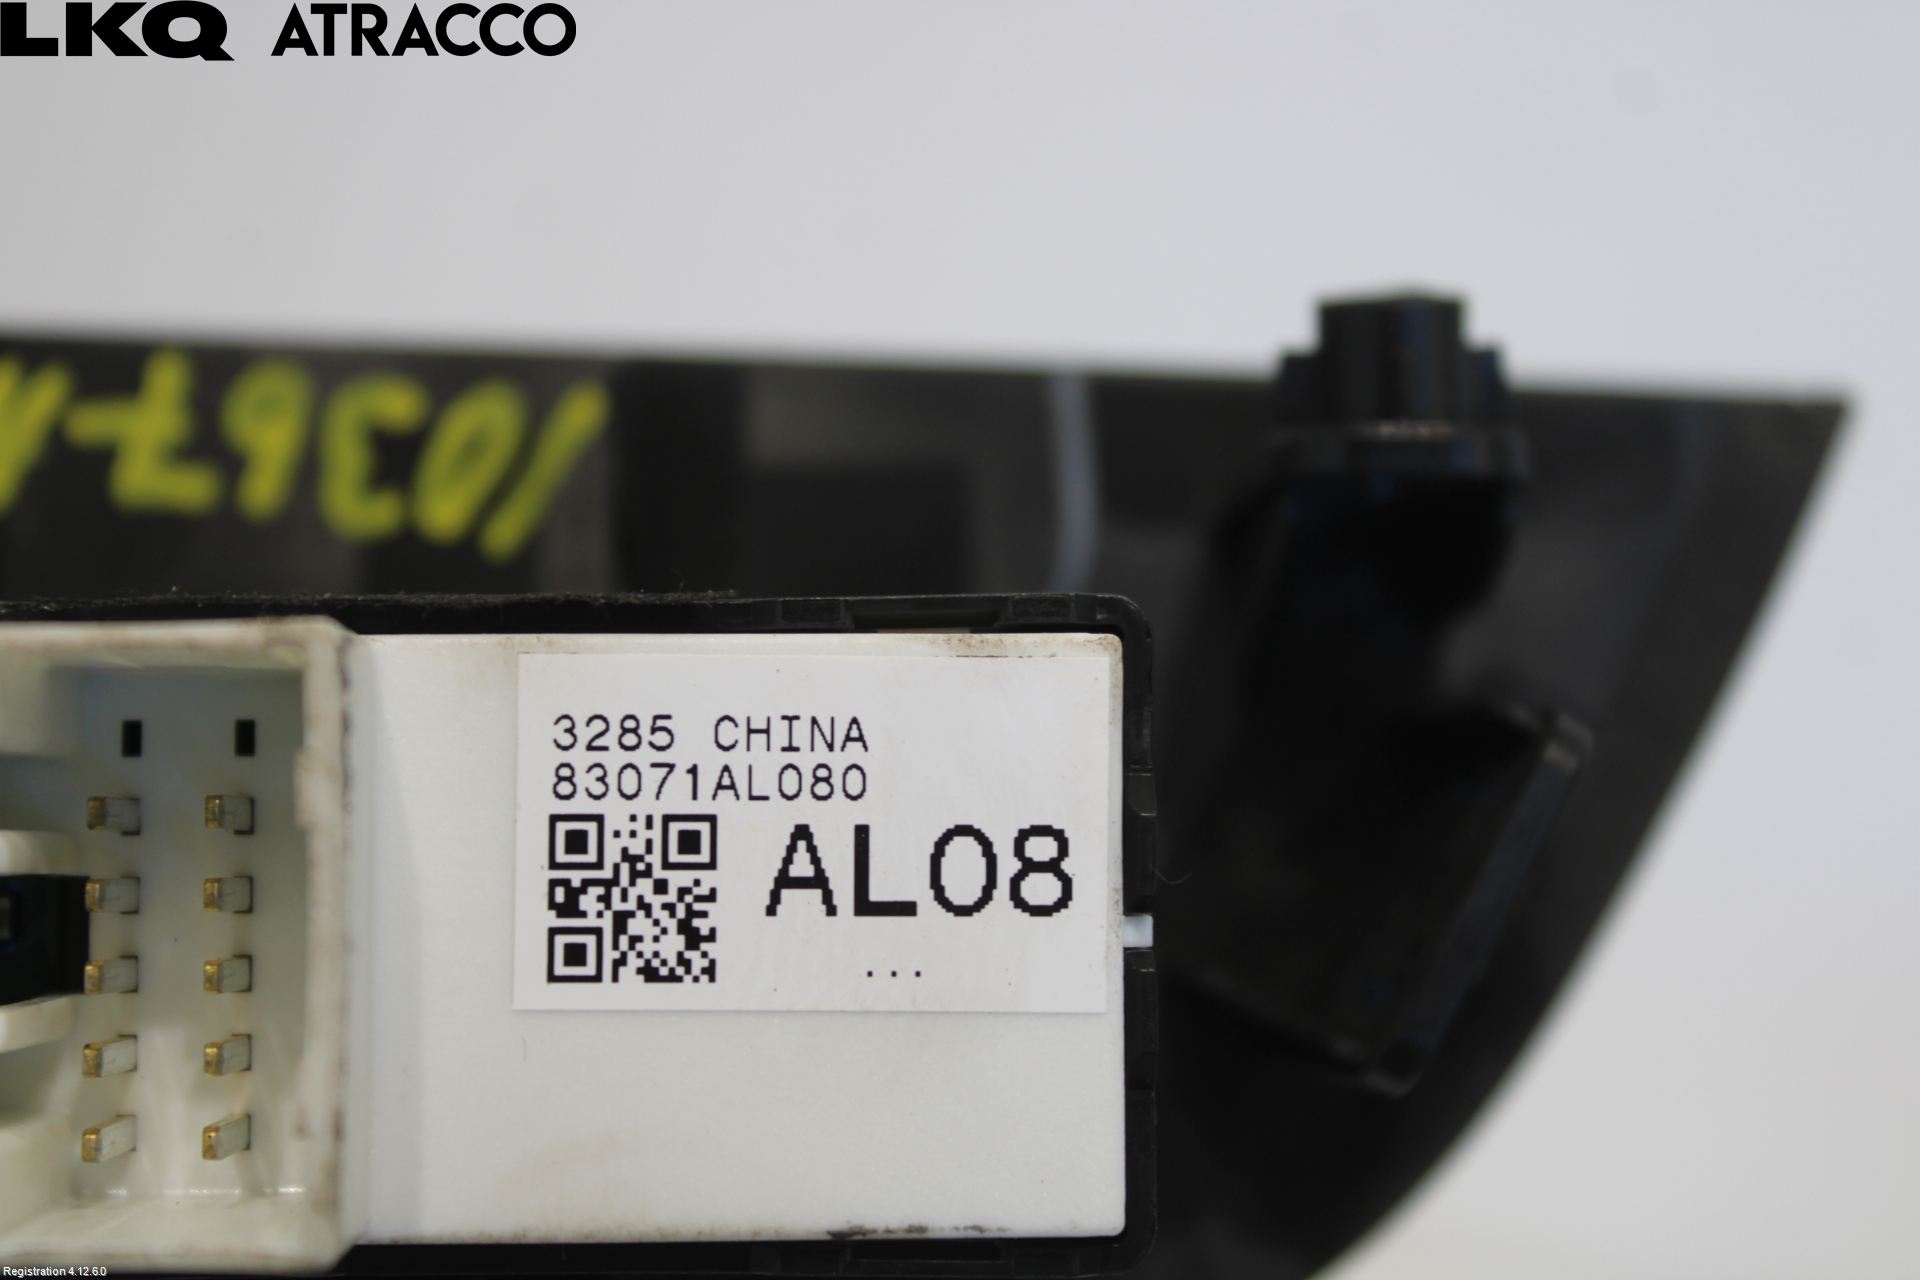 LKQ ATRACCO
10367-
3285 CHINA
83071AL080
AL08
...
Registration 4.12.6.0